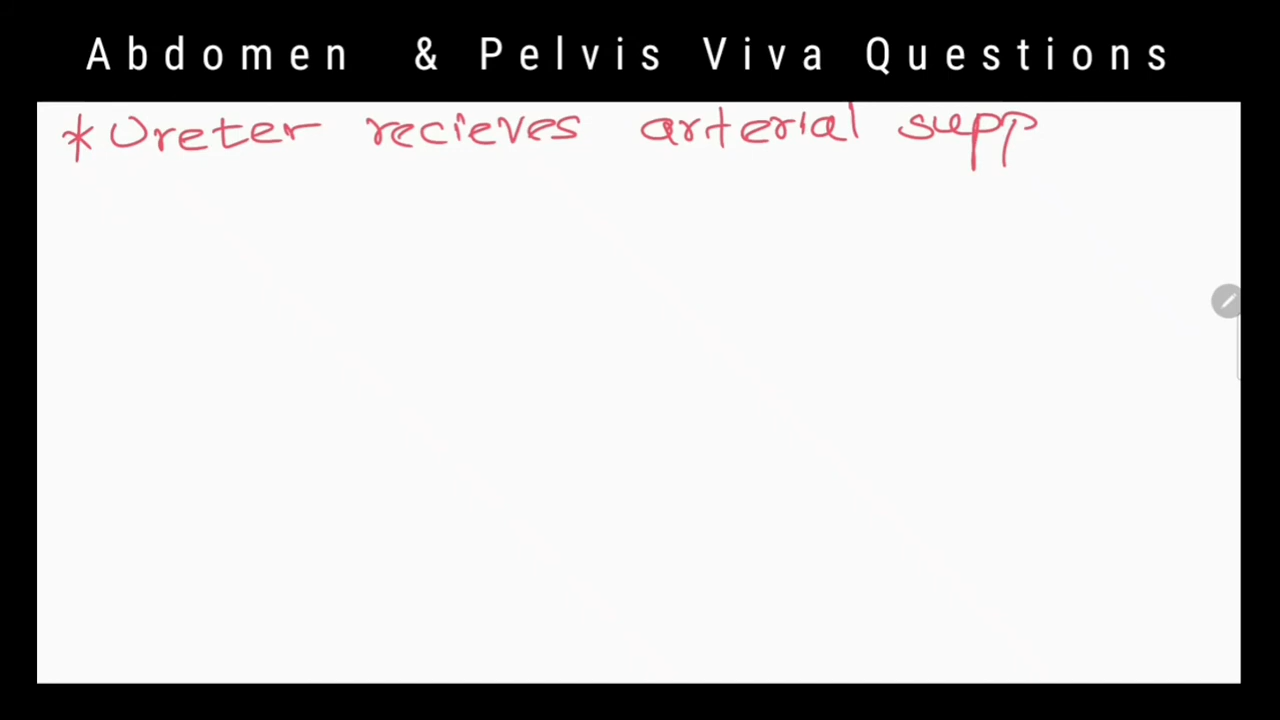 Abdomen & Pelvis Viva Questions
* Ureter recieves arterial supp